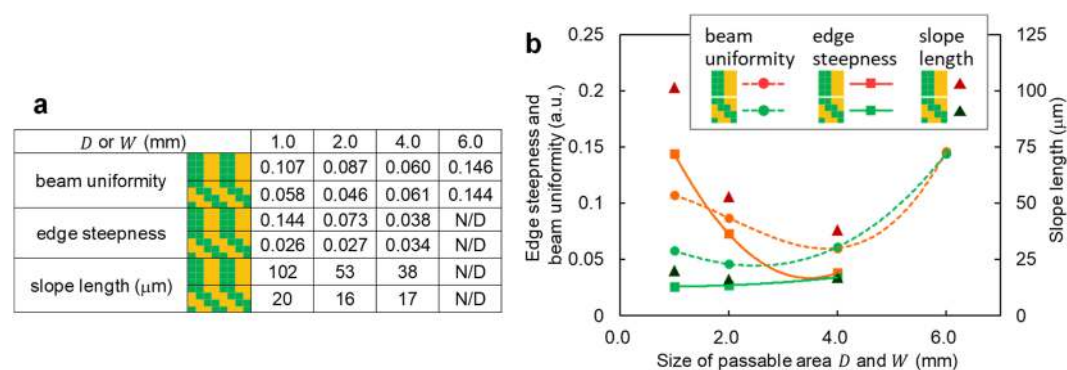 a
D or W (mm) 1.0 2.0 4.0 6.0
beam uniformity
0.107 0.087 0.060 0.146
0.058 0.046 0.061 0.144
edge steepness
0.144 0.073 0.038 N/D
0.026 0.027 0.034 N/D
slope length (μm)
102 53 38 N/D
20 16 17 N/D
b
beam uniformity
edge steepness
slope length
Edge steepness and
beam uniformity (a.u.)
0.25
0.2
0.15
0.1
0.05
0
0.0 2.0 4.0 6.0
Size of passable area D and W (mm)
125
100
75
50
25
0
Slope length (μm)